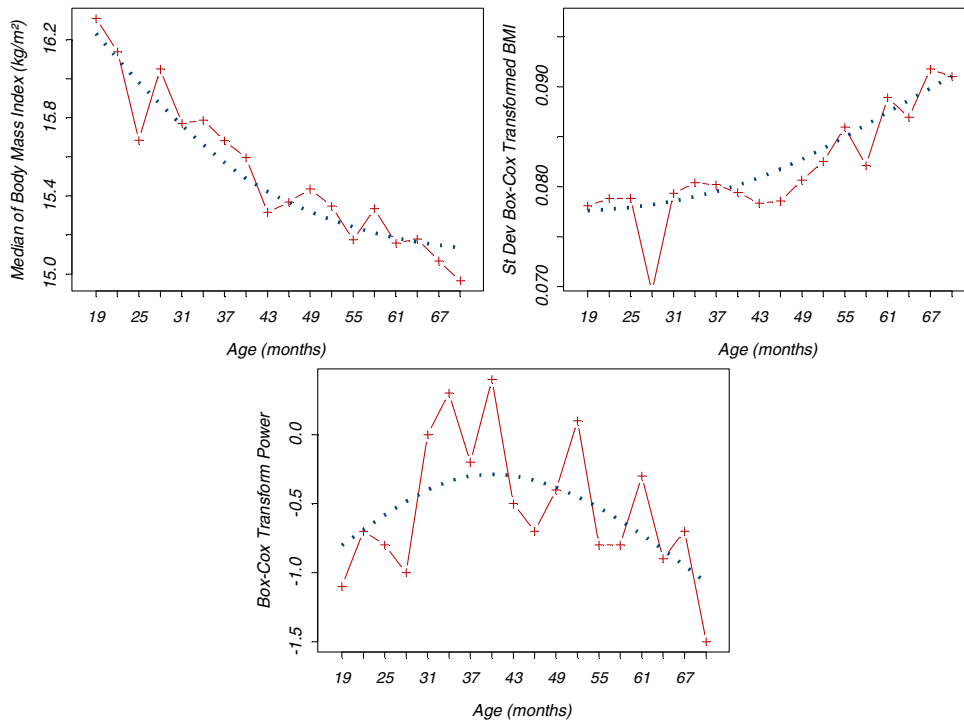 Median of Body Mass Index (kg/m²)
16.2
15.8
15.4
15.0
19 25 31 37 43 49 55 61 67
Age (months)
St Dev Box-Cox Transformed BMI
0.090
0.080
0.070
19 25 31 37 43 49 55 61 67
Age (months)
Box-Cox Transform Power
0.0
-0.5
-1.0
-1.5
19 25 31 37 43 49 55 61 67
Age (months)